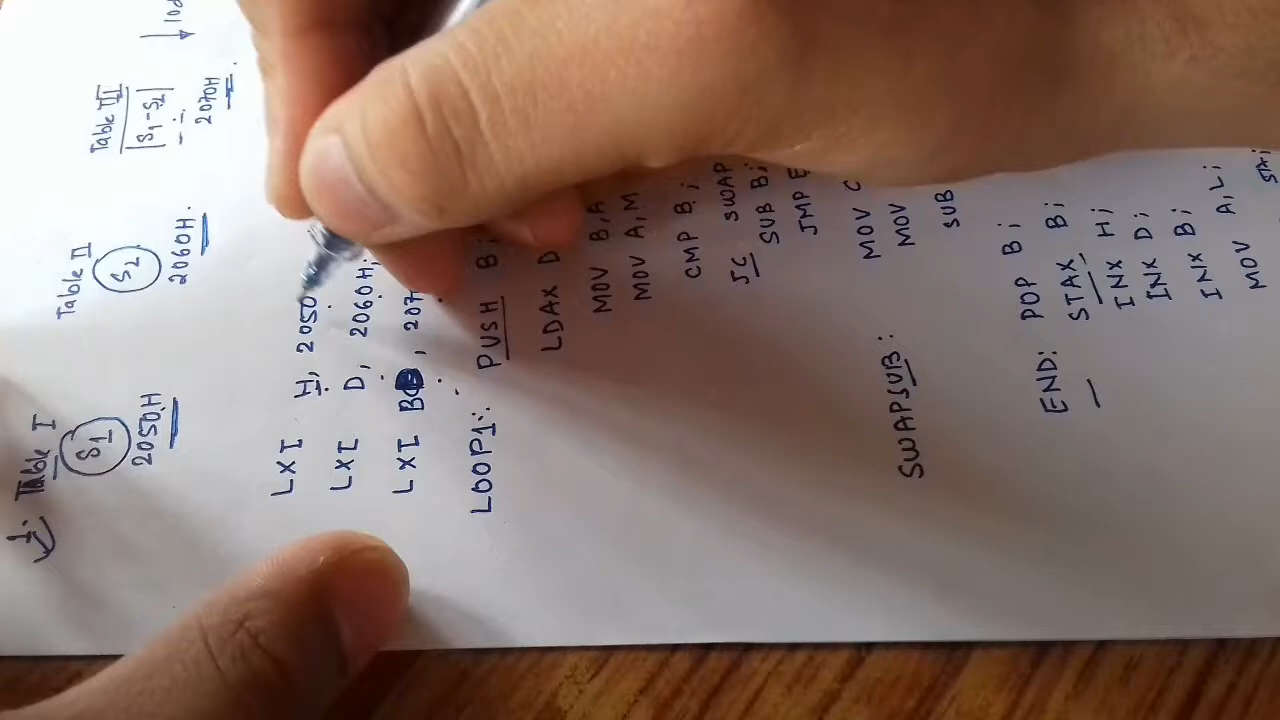 1. Table I Table II Table III
S1 S2 |S1-S2|
2050H 2060H. 2070H.
LXI H, 2050
LXI D, 2060H;
LXI B, 207
LOOP1: PUSH B;
LDAX D
MOV B,A
MOV A,M
CMP B;
JC SWAP
SUB B;
JMP E
SWAPSUB: MOV C
MOV
SUB
END: POP B;
STAX B;
INX H;
INX D;
INX B;
MOV A,L;
STA;